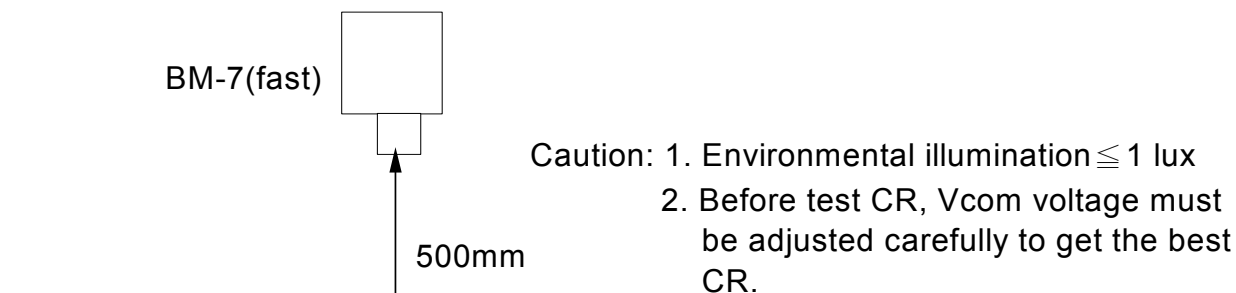 BM-7(fast)
Caution: 1. Environmental illumination≦1 lux
2. Before test CR, Vcom voltage must
be adjusted carefully to get the best
500mm
CR.